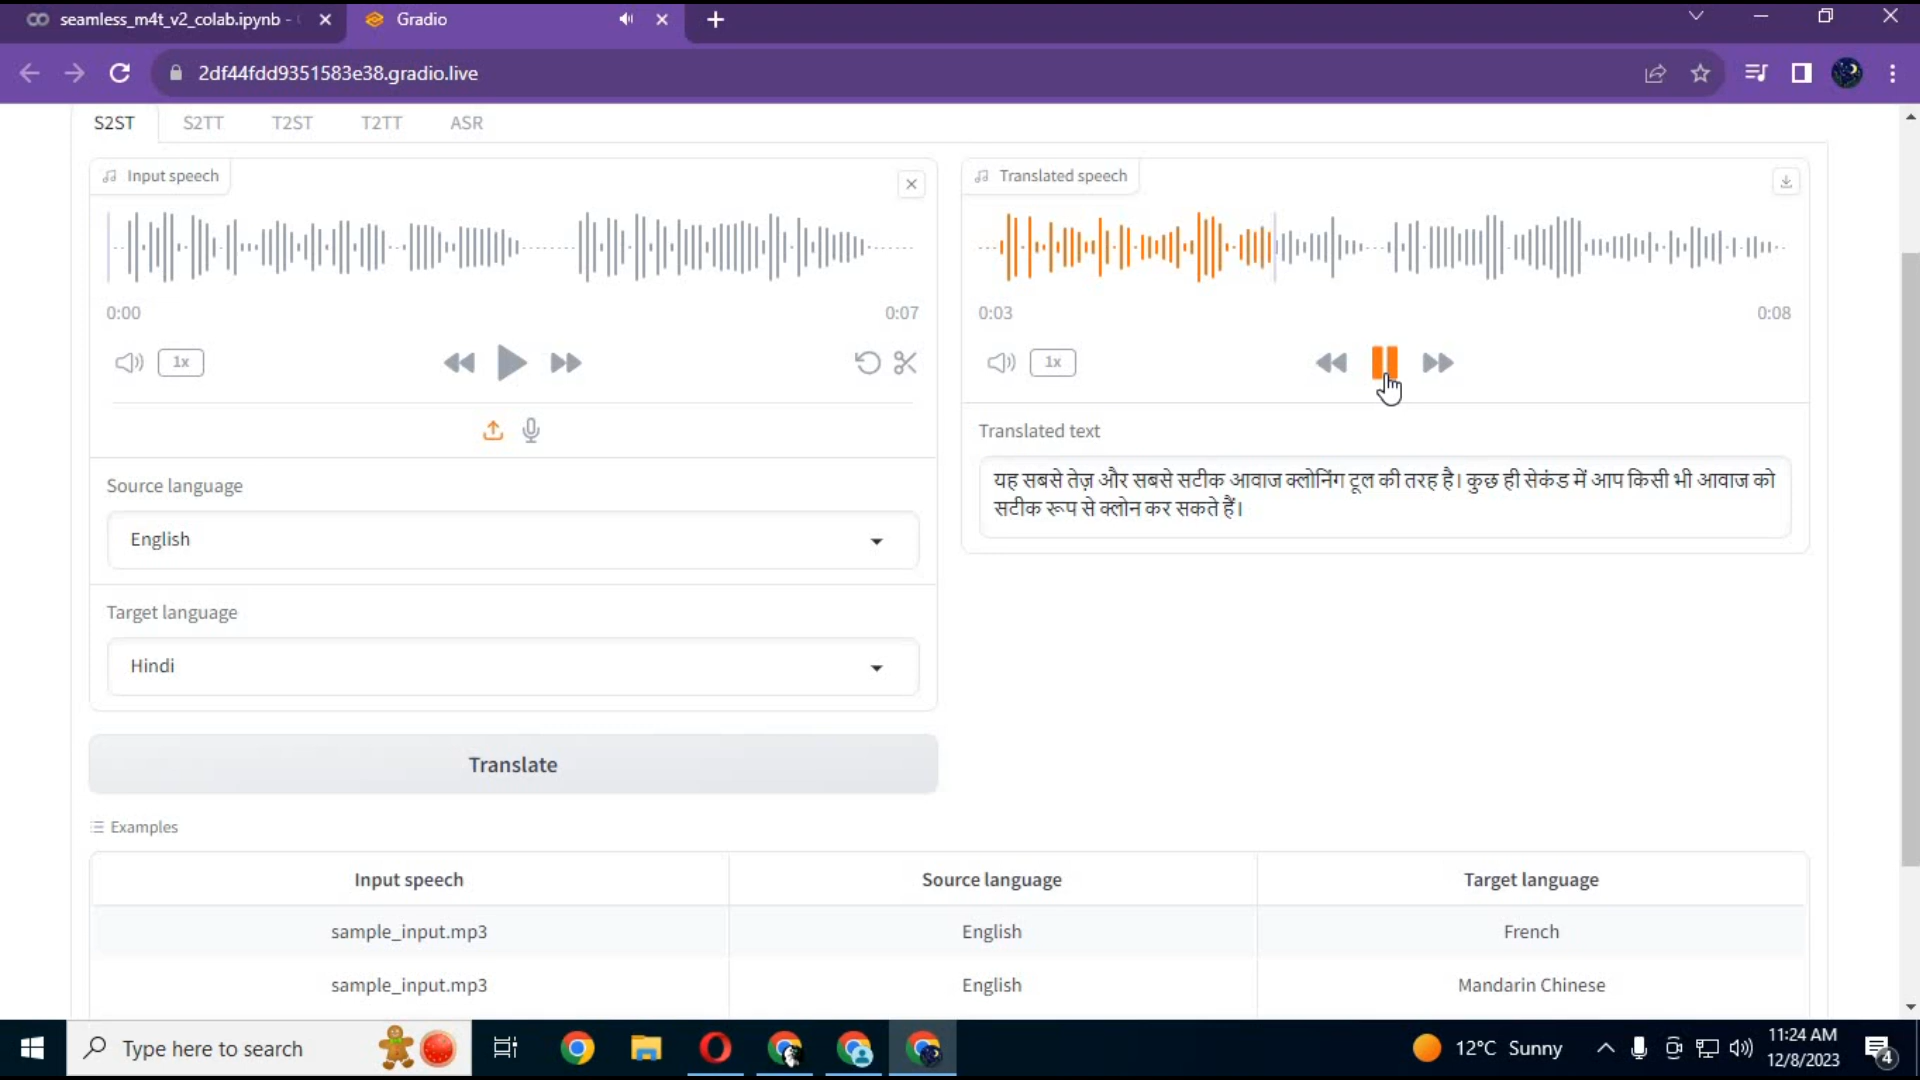 seamless_m4t_v2_colab.ipynb -
Gradio
2df44fdd9351583e38.gradio.live
S2ST S2TT T2ST T2TT ASR
Input speech
0:00 0:07
1x
Source language
English
Target language
Hindi
Translate
Translated speech
0:03 0:08
1x
Translated text
यह सबसे तेज़ और सबसे सटीक आवाज क्लोनिंग टूल की तरह है। कुछ ही सेकंड में आप किसी भी आवाज को
सटीक रूप से क्लोन कर सकते हैं।
Examples
Input speech Source language Target language
sample_input.mp3 English French
sample_input.mp3 English Mandarin Chinese
Type here to search
12°C Sunny
11:24 AM
12/8/2023
4